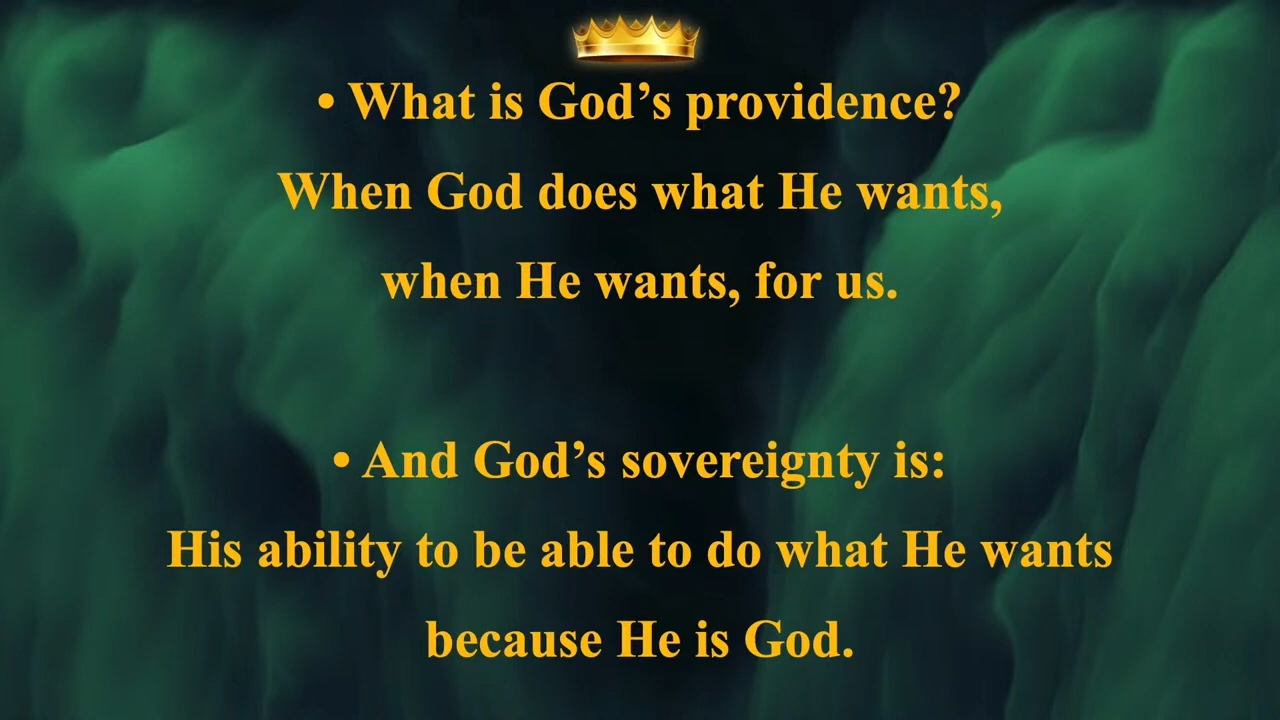 • What is God’s providence?
When God does what He wants,
when He wants, for us.
• And God’s sovereignty is:
His ability to be able to do what He wants
because He is God.